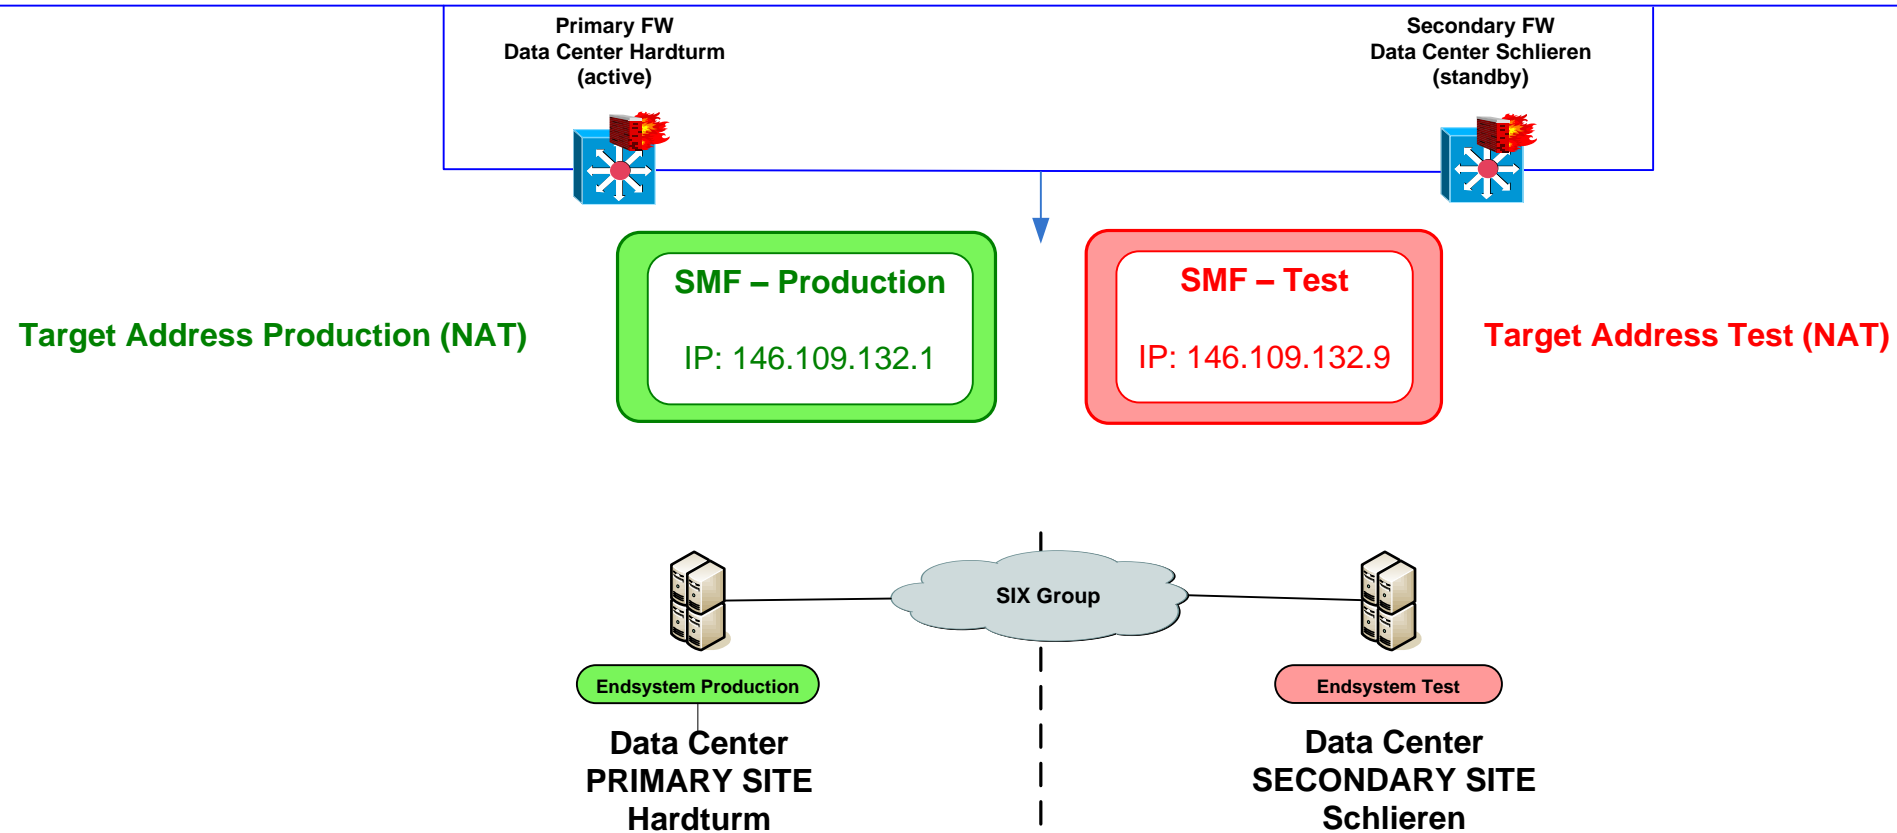 Primary FW
Data Center Hardturm
(active)
Secondary FW
Data Center Schlieren
(standby)
SMF – Production
IP: 146.109.132.1
SMF – Test
IP: 146.109.132.9
Target Address Production (NAT)
Target Address Test (NAT)
SIX Group
Endsystem Production
Endsystem Test
Data Center
PRIMARY SITE
Hardturm
Data Center
SECONDARY SITE
Schlieren